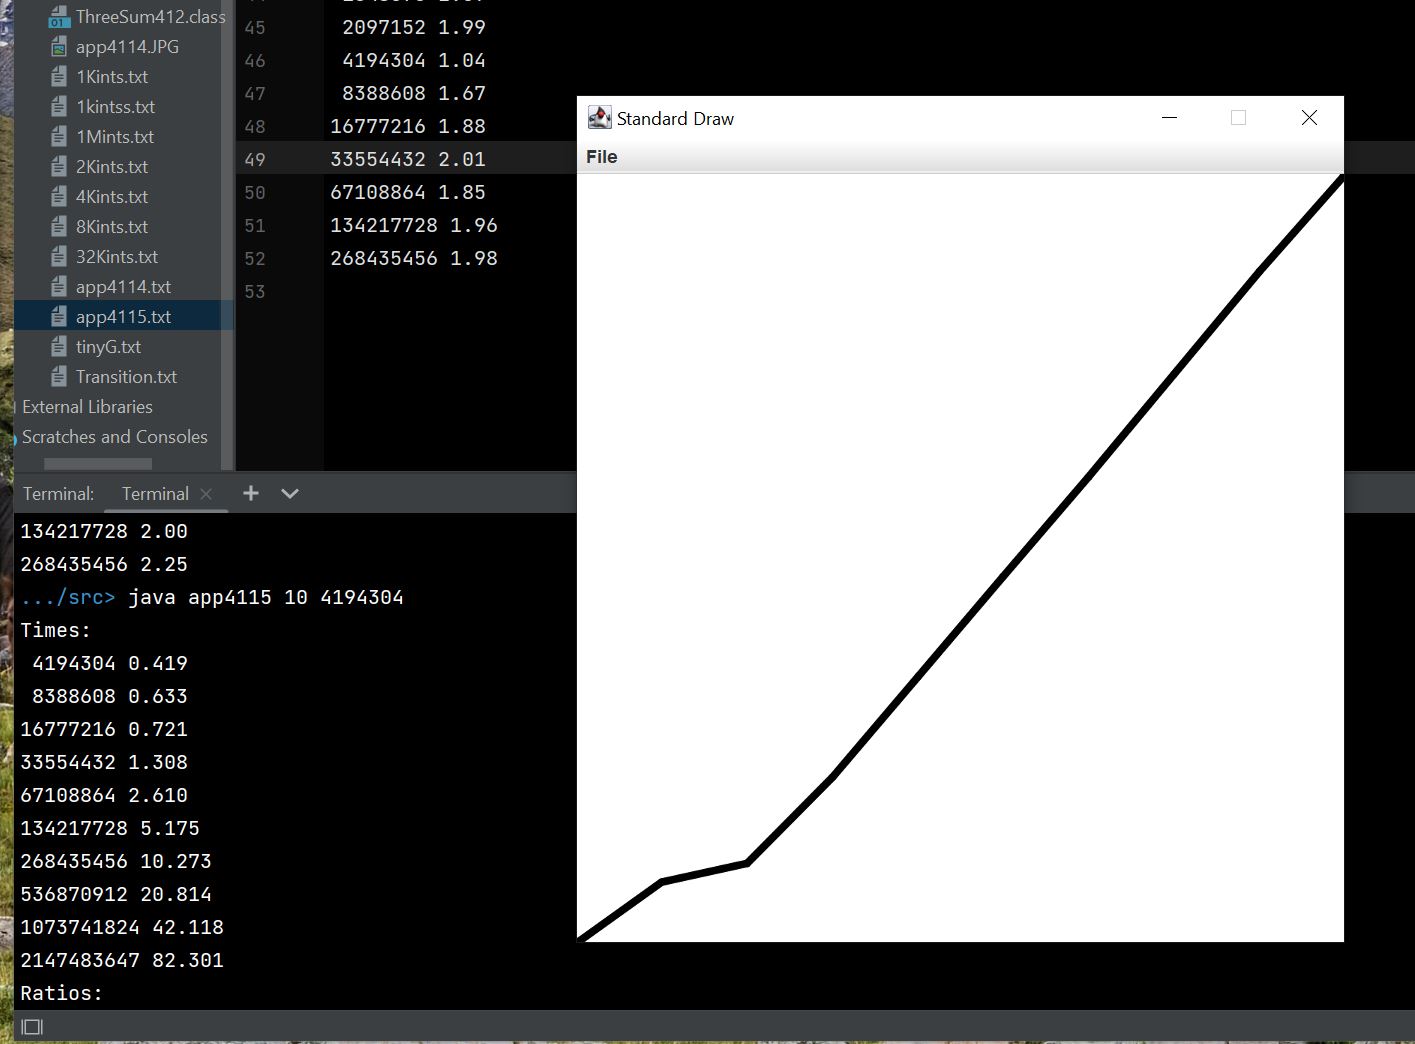 ThreeSum412.class
app4114.JPG
1Kints.txt
1kintss.txt
1Mints.txt
2Kints.txt
4Kints.txt
8Kints.txt
32Kints.txt
app4114.txt
app4115.txt
tinyG.txt
Transition.txt
External Libraries
Scratches and Consoles
45 2097152 1.99
46 4194304 1.04
47 8388608 1.67
48 16777216 1.88
49 33554432 2.01
50 67108864 1.85
51 134217728 1.96
52 268435456 1.98
53
Standard Draw
File
Terminal: Terminal
134217728 2.00
268435456 2.25
.../src> java app4115 10 4194304
Times:
4194304 0.419
8388608 0.633
16777216 0.721
33554432 1.308
67108864 2.610
134217728 5.175
268435456 10.273
536870912 20.814
1073741824 42.118
2147483647 82.301
Ratios: